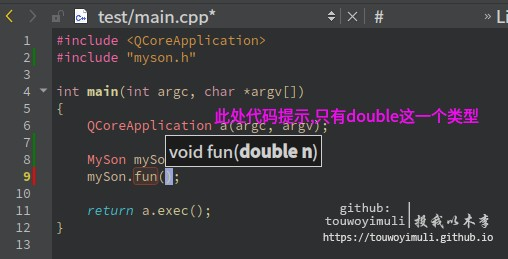 test/main.cpp*
#
Li
1 #include <QCoreApplication>
2 #include "myson.h"
3
4 int main(int argc, char *argv[])
5 {
6 QCoreApplication a(argc, argv);
此处代码提示,只有double这一个类型
7
void fun(double n)
8 MySon mySo
9 mySon.fun();
10
11 return a.exec();
12 }
13
github:
touwoyimuli
投我以木李
https://touwoyimuli.github.io